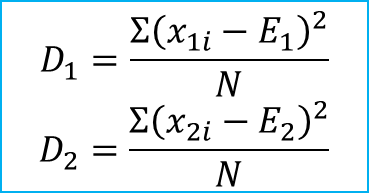 D₁ = Σ(x₁ᵢ − E₁)² / N
D₂ = Σ(x₂ᵢ − E₂)² / N